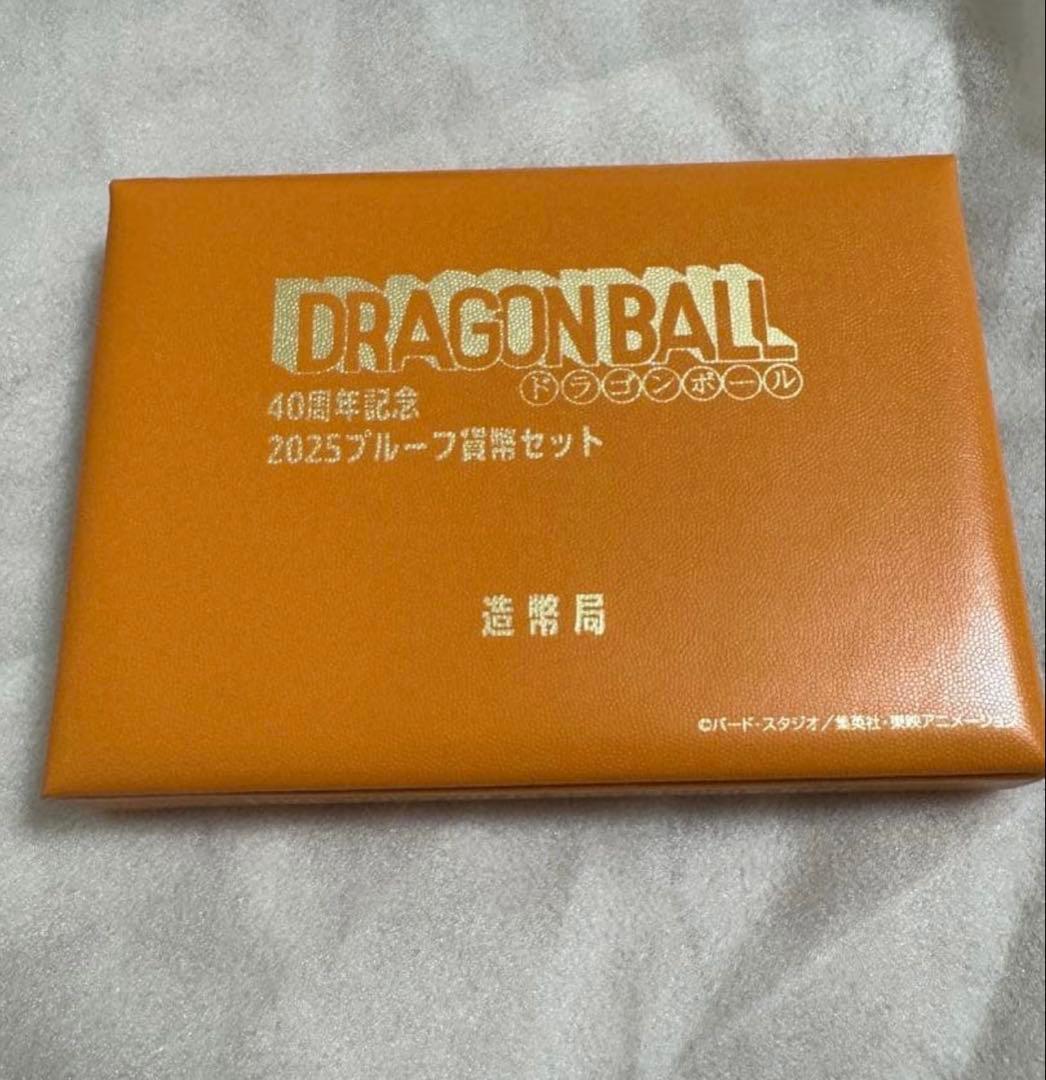 DRAGON BALL
ドラゴンボール
40周年記念
2025プルーフ貨幣セット
造幣局
©バード・スタジオ／集英社・東映アニメーション